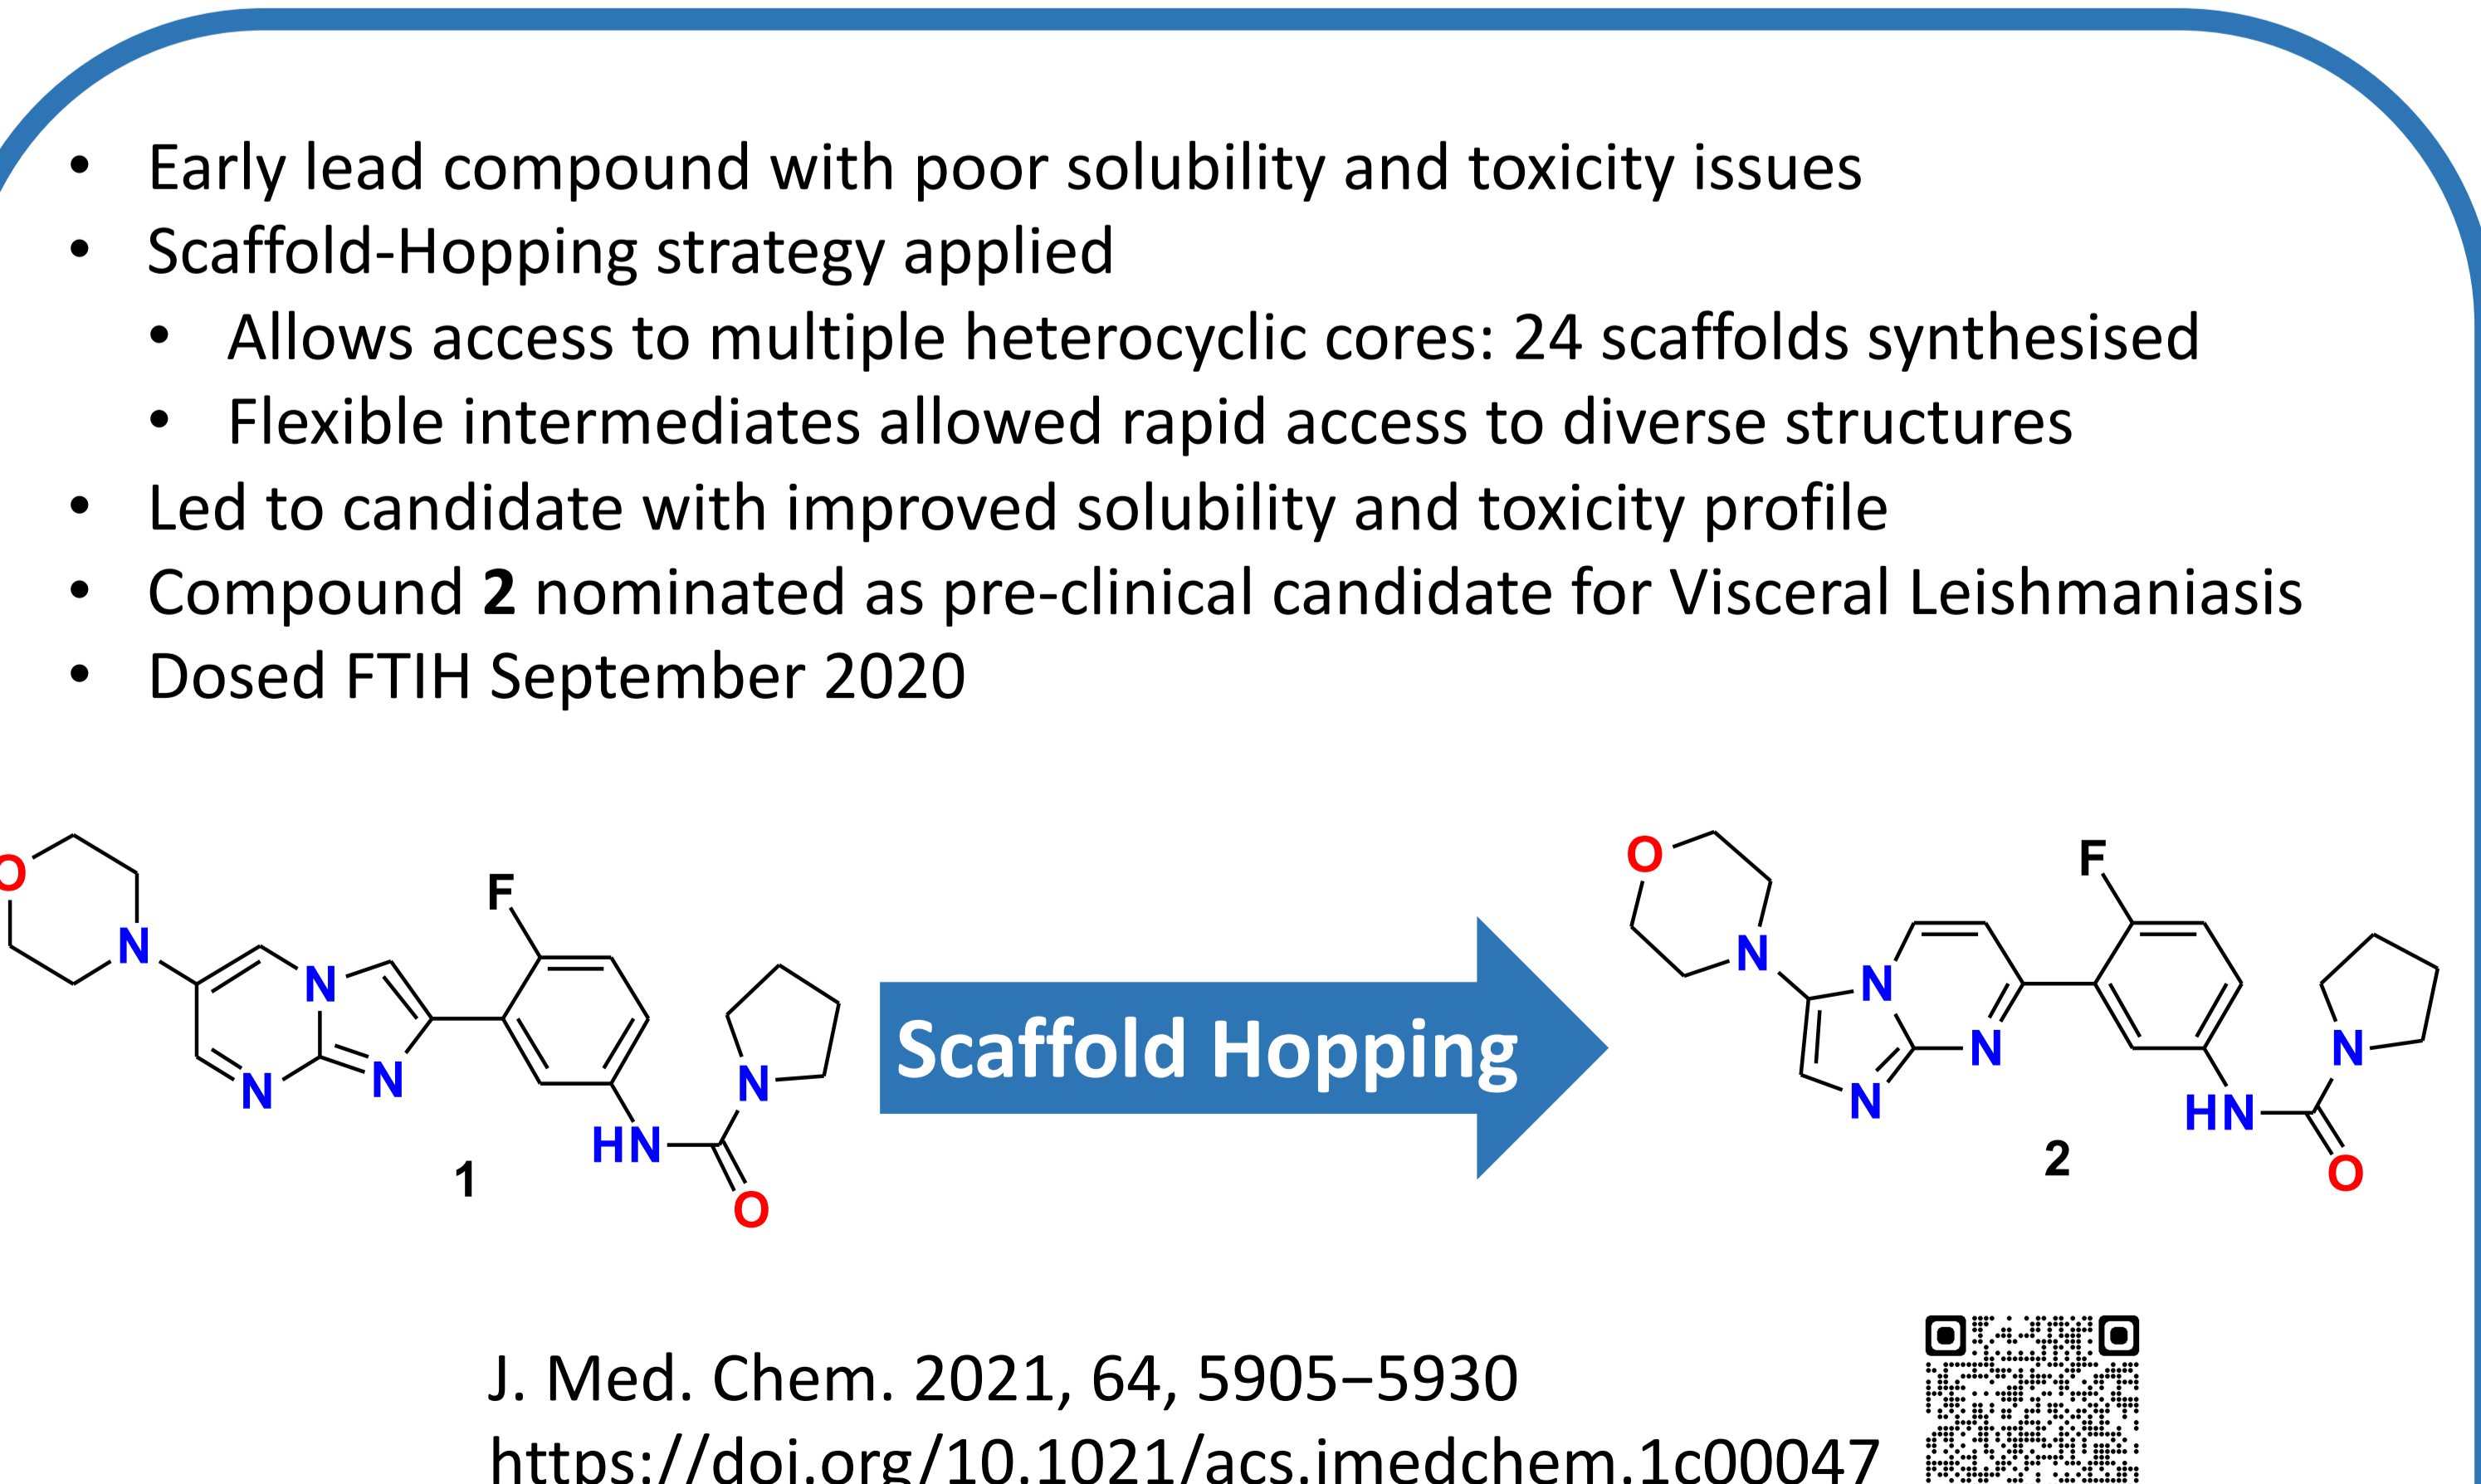 • Early lead compound with poor solubility and toxicity issues
• Scaffold-Hopping strategy applied
• Allows access to multiple heterocyclic cores: 24 scaffolds synthesised
• Flexible intermediates allowed rapid access to diverse structures
• Led to candidate with improved solubility and toxicity profile
• Compound 2 nominated as pre-clinical candidate for Visceral Leishmaniasis
• Dosed FTIH September 2020
O
N
N
N
N
F
HN
N
O
1
Scaffold Hopping
O
N
N
N
N
F
HN
N
O
2
J. Med. Chem. 2021, 64, 5905–5930
https://doi.org/10.1021/acs.jmedchem.1c00047